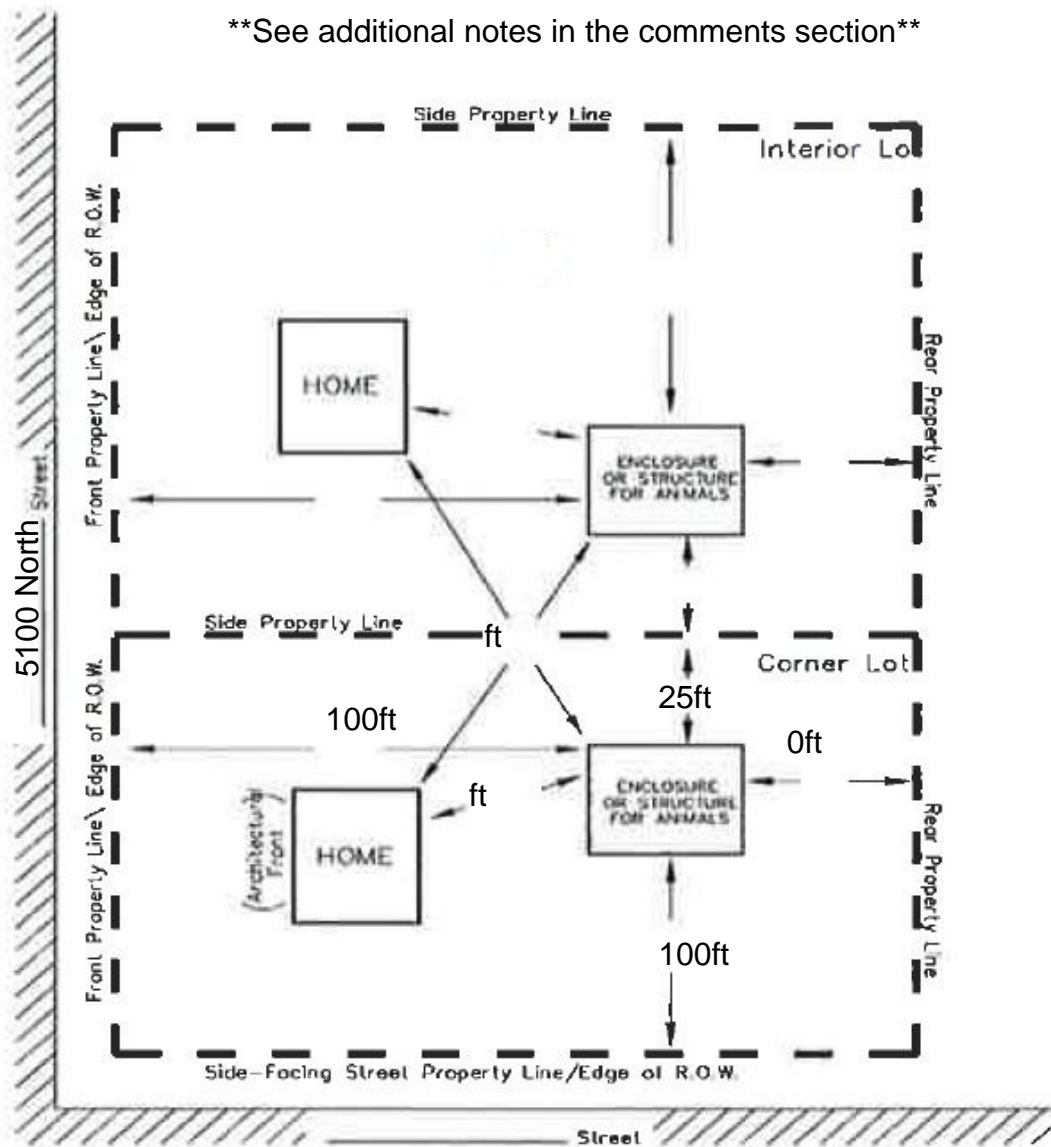 **See additional notes in the comments section**
Side Property Line
Interior Lo
Front Property Line\ Edge of R.O.W.
Rear Property Line
HOME
ENCLOSURE
OR STRUCTURE
FOR ANIMALS
5100 North Street
Side Property Line
ft
Corner Lot
Front Property Line\ Edge of R.O.W.
100ft
25ft
0ft
ft
ENCLOSURE
OR STRUCTURE
FOR ANIMALS
(Architectural
Front)
HOME
Rear Property Line
100ft
Side-Facing Street Property Line/Edge of R.O.W.
Street